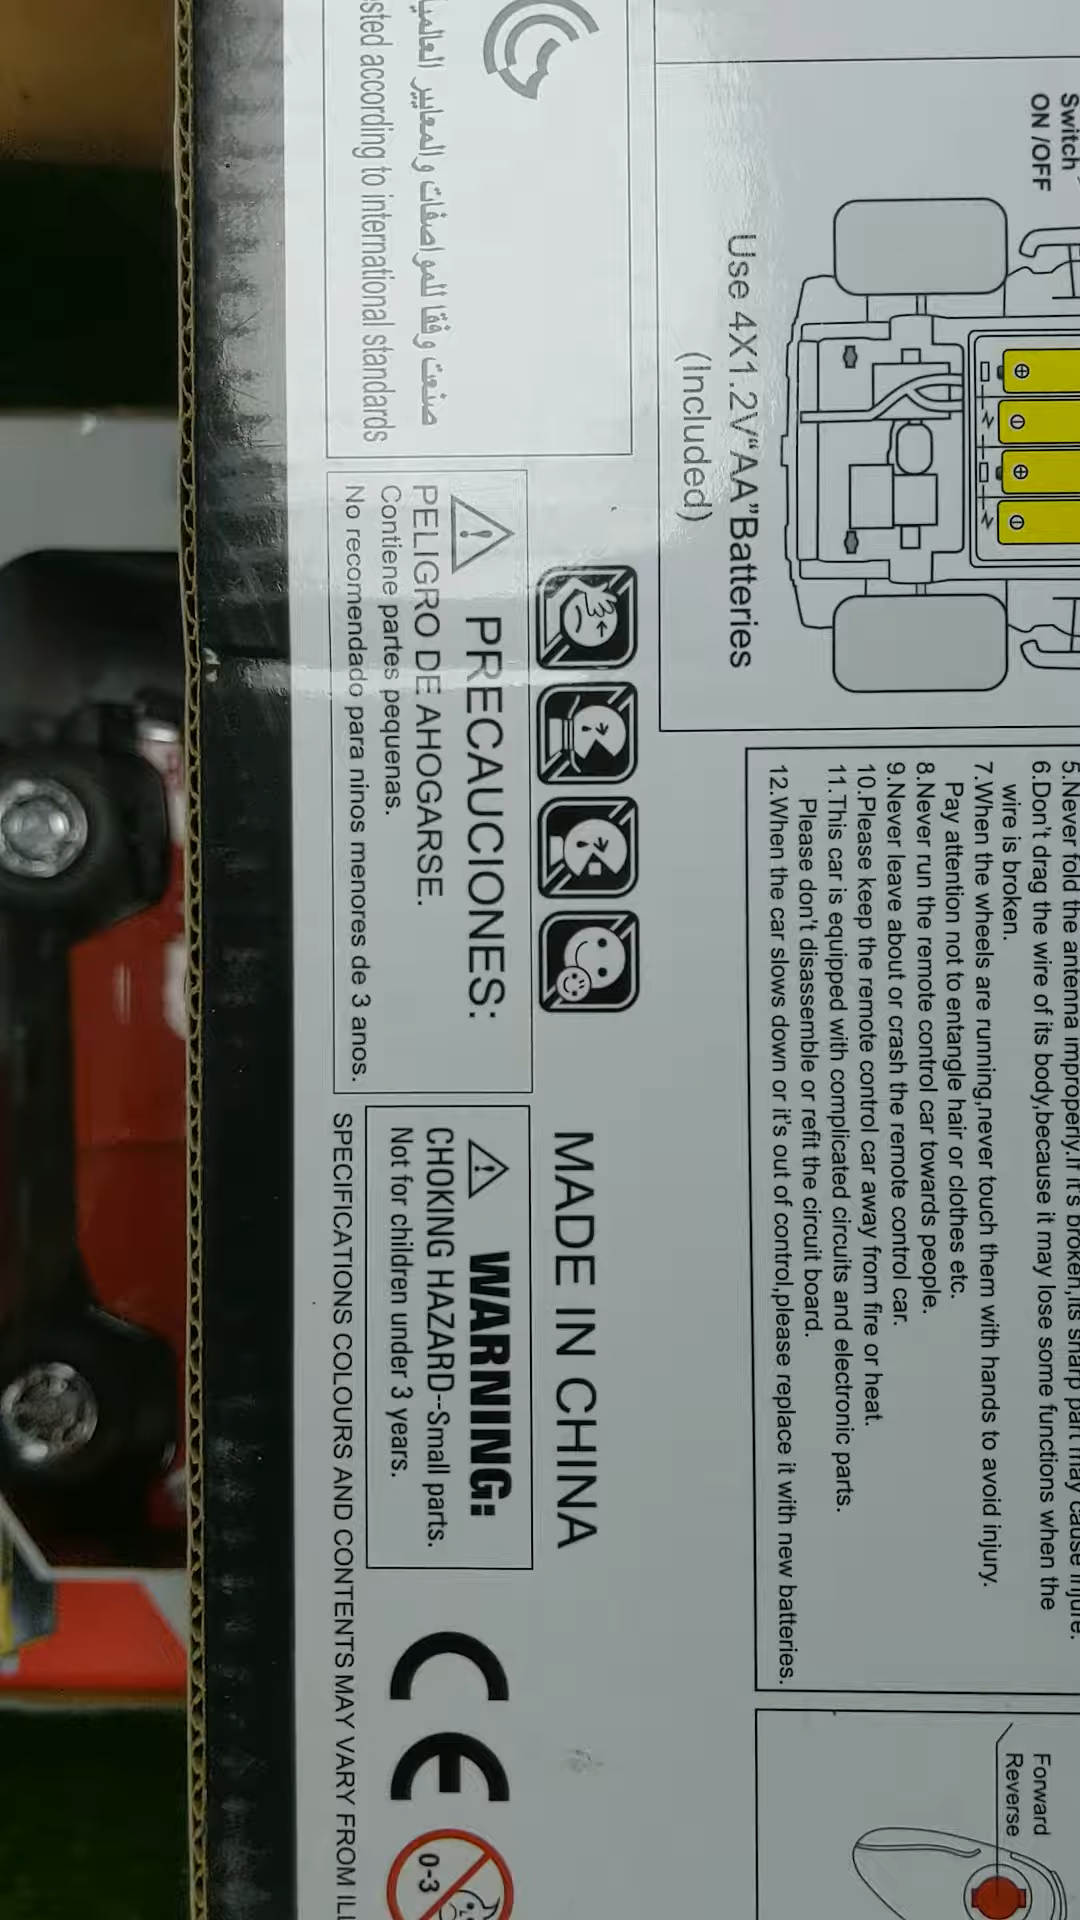 Switch
ON /OFF
Use 4X1.2V“AA”Batteries
(Included)
5.Never fold the antenna improperly.If it's broken,its sharp part may cause injure.
6.Don't drag the wire of its body,because it may lose some functions when the
wire is broken.
7.When the wheels are running,never touch them with hands to avoid injury.
Pay attention not to entangle hair or clothes etc.
8.Never run the remote control car towards people.
9.Never leave about or crash the remote control car.
10.Please keep the remote control car away from fire or heat.
11.This car is equipped with complicated circuits and electronic parts.
Please don't disassemble or refit the circuit board.
12.When the car slows down or it's out of control,please replace it with new batteries.
Forward
Reverse
صنعت وفقا للمواصفات والمعايير
according to international standards
PRECAUCIONES:
PELIGRO DE AHOGARSE.
Contiene partes pequenas.
No recomendado para ninos menores de 3 anos.
MADE IN CHINA
WARNING:
CHOKING HAZARD--Small parts.
Not for children under 3 years.
SPECIFICATIONS COLOURS AND CONTENTS MAY VARY FROM
CE
0-3